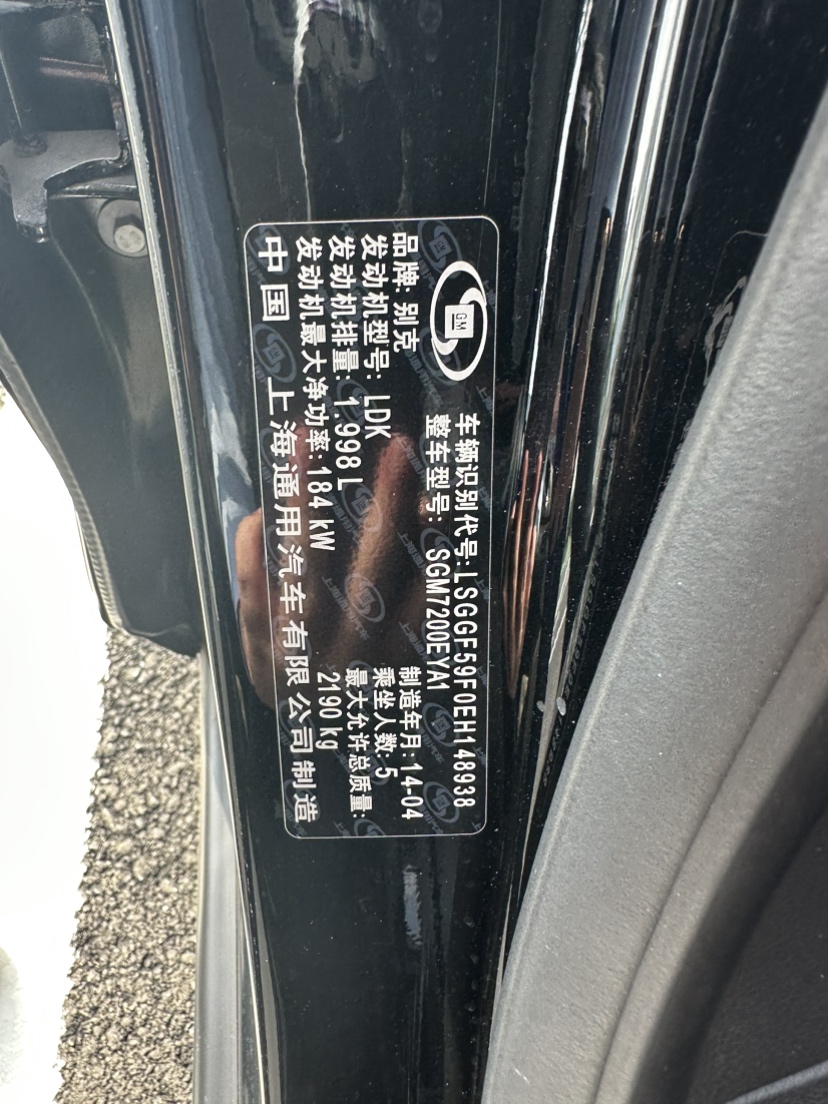 GM
车辆识别代号:LSGGF59F0EH148938
整车型号: SGM7200EYA1
品牌: 别克
制造年月:14-04
发动机型号: LDK
乘坐人数:5
发动机排量: 1.998L
最大允许总质量:
发动机最大净功率:184kW
2190 kg
中国 上海通用汽车有限公司制造